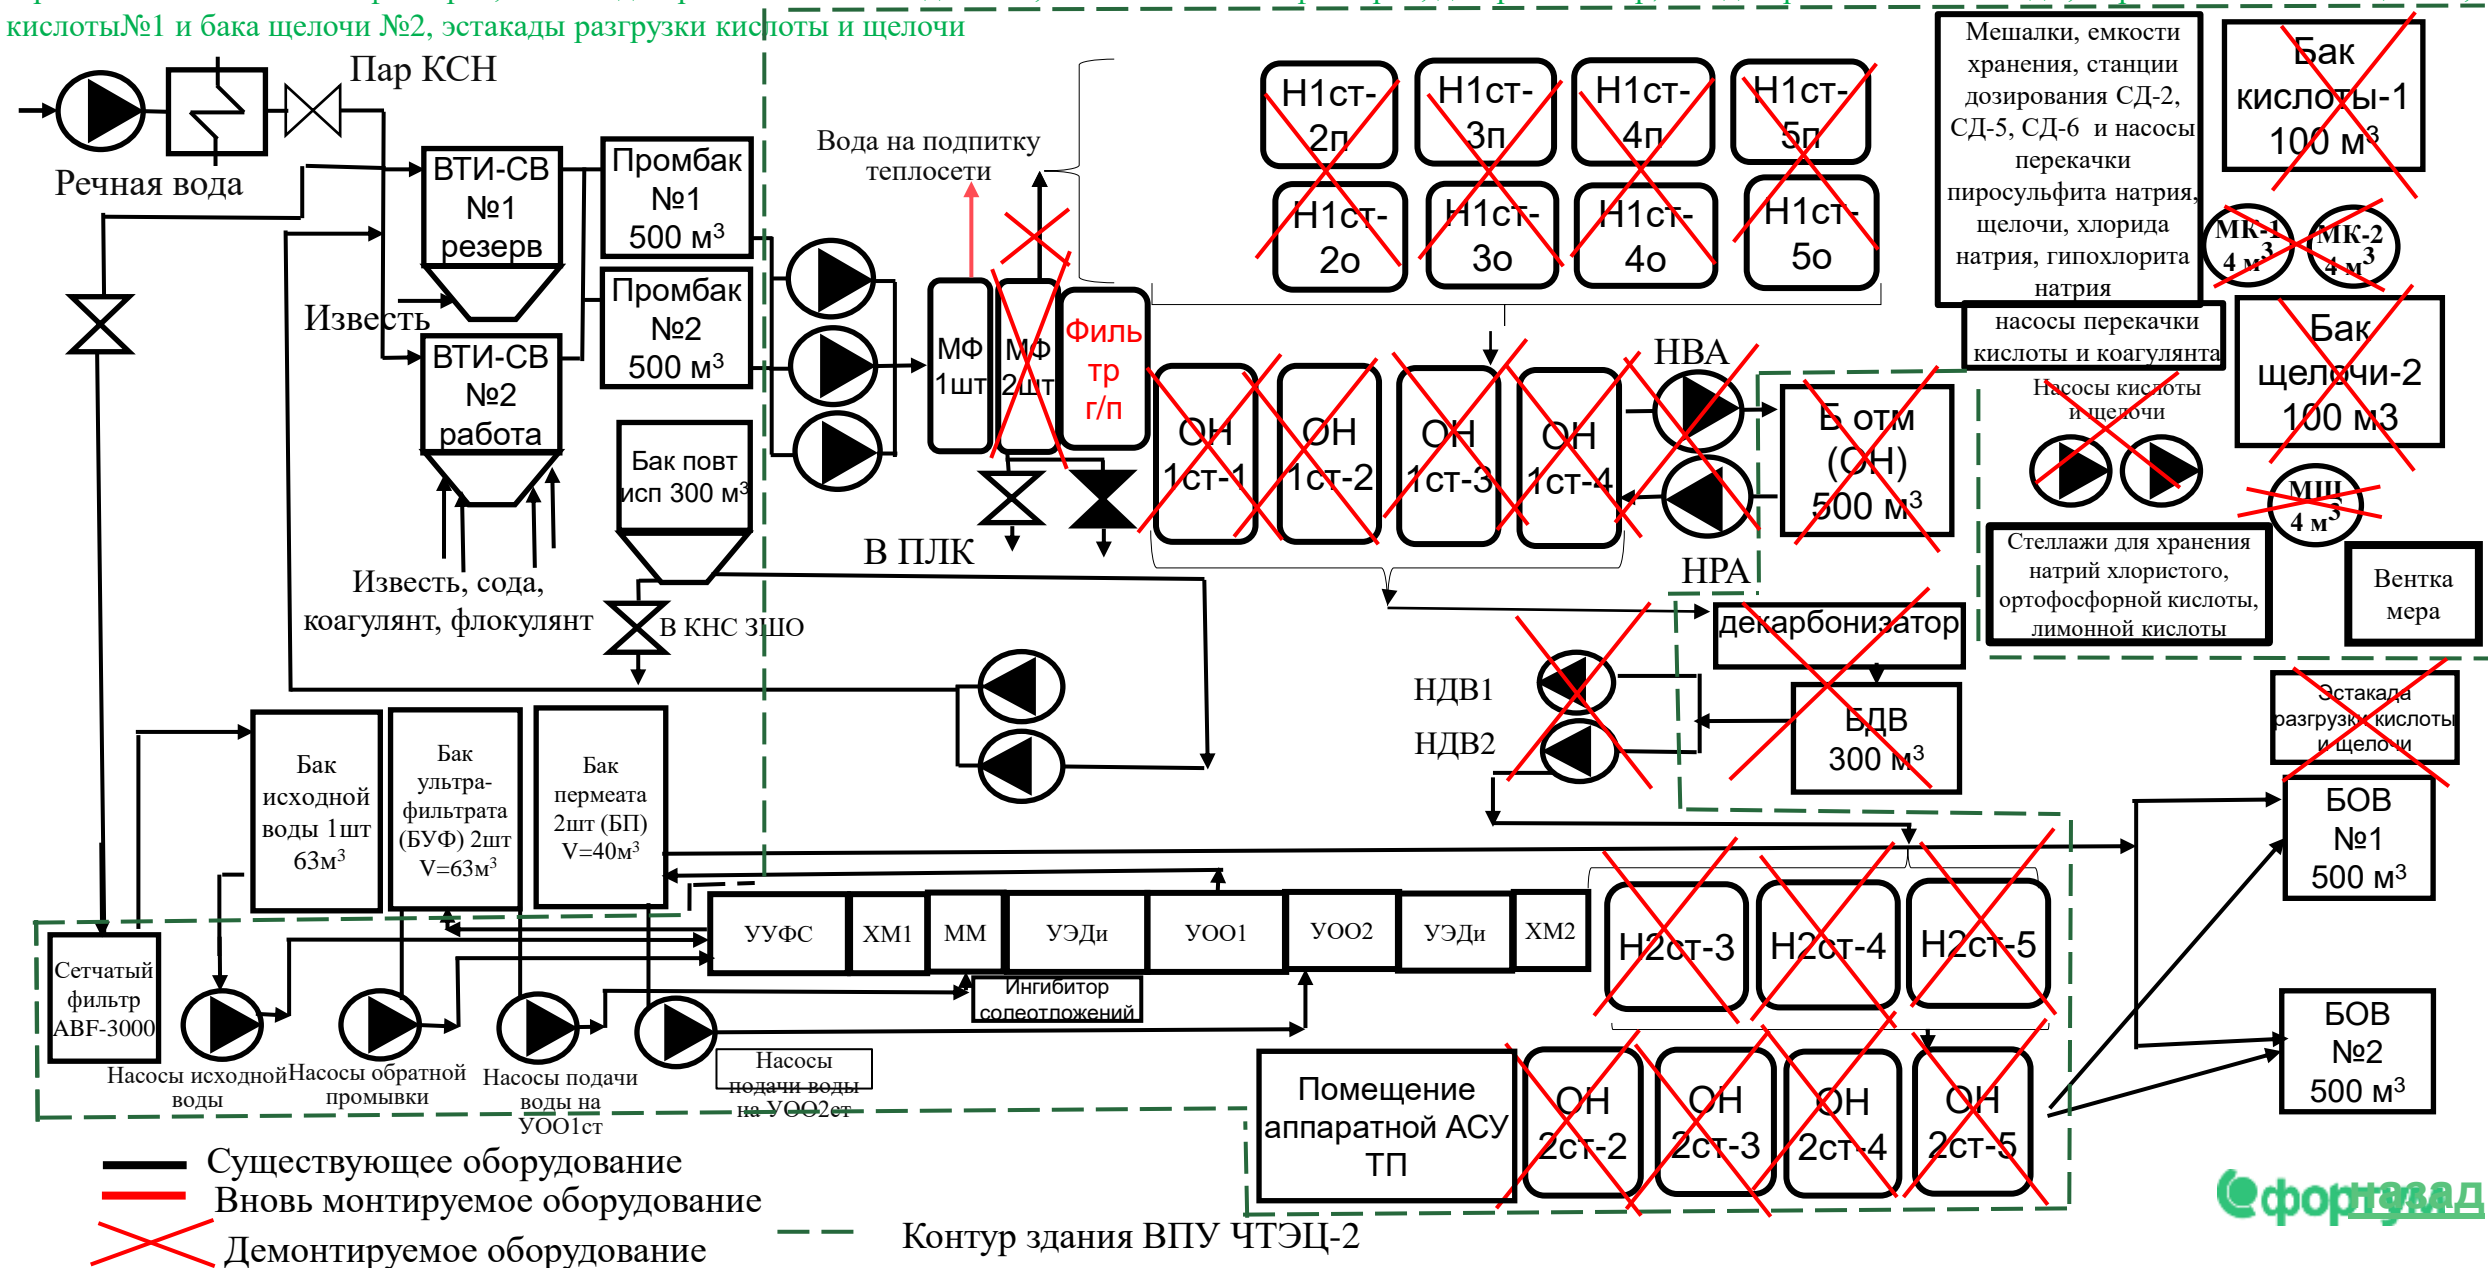 кислоты№1 и бака щелочи №2, эстакады разгрузки кислоты и щелочи
Пар КСН
Речная вода
ВТИ-СВ
№1
резерв
Промбак
№1
500 м³
Известь
ВТИ-СВ
№2
работа
Промбак
№2
500 м³
Известь, сода,
коагулянт, флокулянт
Бак повт
исп 300 м³
В КНС ЗШО
В ПЛК
Вода на подпитку
теплосети
МФ
1шт
МФ
2шт
Филь
тр
г/п
Н1ст-
2п
Н1ст-
3п
Н1ст-
4п
Н1ст-
5п
Н1ст-
2о
Н1ст-
3о
Н1ст-
4о
Н1ст-
5о
ОН
1ст-1
ОН
1ст-2
ОН
1ст-3
ОН
1ст-4
НВА
НРА
Б отм
(ОН)
500 м³
Мешалки, емкости
хранения, станции
дозирования СД-2,
СД-5, СД-6 и насосы
перекачки
пиросульфита натрия,
щелочи, хлорида
натрия, гипохлорита
натрия
насосы перекачки
кислоты и коагулянта
Бак
кислоты-1
100 м³
МК-1
4 м³
МК-2
4 м³
Бак
щелочи-2
100 м3
Насосы кислоты
и щелочи
МЩ
4 м³
Стеллажи для хранения
натрий хлористого,
ортофосфорной кислоты,
лимонной кислоты
Вентка
мера
декарбонизатор
БДВ
300 м³
НДВ1
НДВ2
Эстакада
разгрузки кислоты
и щелочи
БОВ
№1
500 м³
БОВ
№2
500 м³
Бак
исходной
воды 1шт
63м³
Бак
ультра-
фильтрата
(БУФ) 2шт
V=63м³
Бак
пермеата
2шт (БП)
V=40м³
Сетчатый
фильтр
ABF-3000
УУФС
ХМ1
ММ
УЭДи
УОО1
УОО2
УЭДи
ХМ2
Ингибитор
солеотложений
Н2ст-3
Н2ст-4
Н2ст-5
Насосы исходной
воды
Насосы обратной
промывки
Насосы подачи
воды на
УОО1ст
Насосы
подачи воды
на УОО2ст
Помещение
аппаратной АСУ
ТП
ОН
2ст-2
ОН
2ст-3
ОН
2ст-4
ОН
2ст-5
Существующее оборудование
Вновь монтируемое оборудование
Демонтируемое оборудование
Контур здания ВПУ ЧТЭЦ-2
фортум
назад